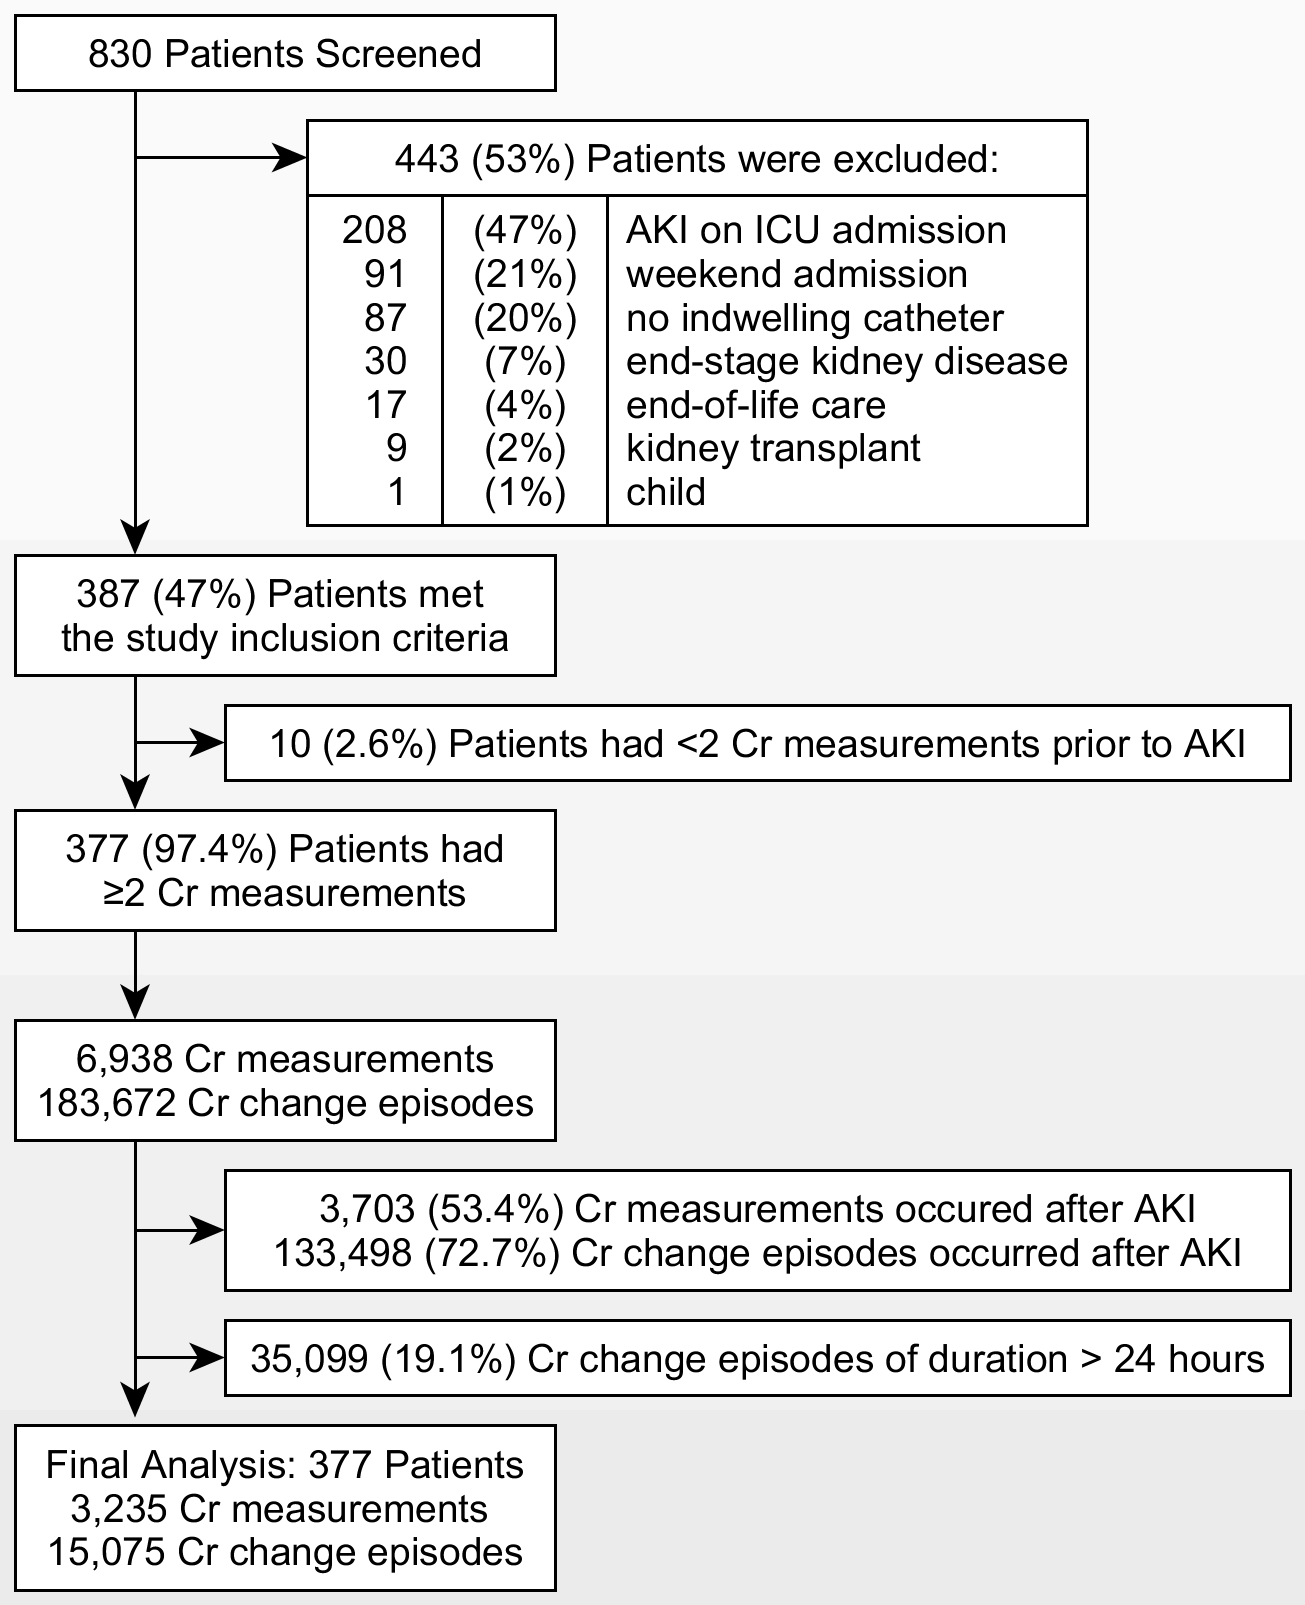 830 Patients Screened
443 (53%) Patients were excluded:
208 (47%) AKI on ICU admission
91 (21%) weekend admission
87 (20%) no indwelling catheter
30 (7%) end-stage kidney disease
17 (4%) end-of-life care
9 (2%) kidney transplant
1 (1%) child
387 (47%) Patients met
the study inclusion criteria
10 (2.6%) Patients had <2 Cr measurements prior to AKI
377 (97.4%) Patients had
≥2 Cr measurements
6,938 Cr measurements
183,672 Cr change episodes
3,703 (53.4%) Cr measurements occured after AKI
133,498 (72.7%) Cr change episodes occurred after AKI
35,099 (19.1%) Cr change episodes of duration > 24 hours
Final Analysis: 377 Patients
3,235 Cr measurements
15,075 Cr change episodes